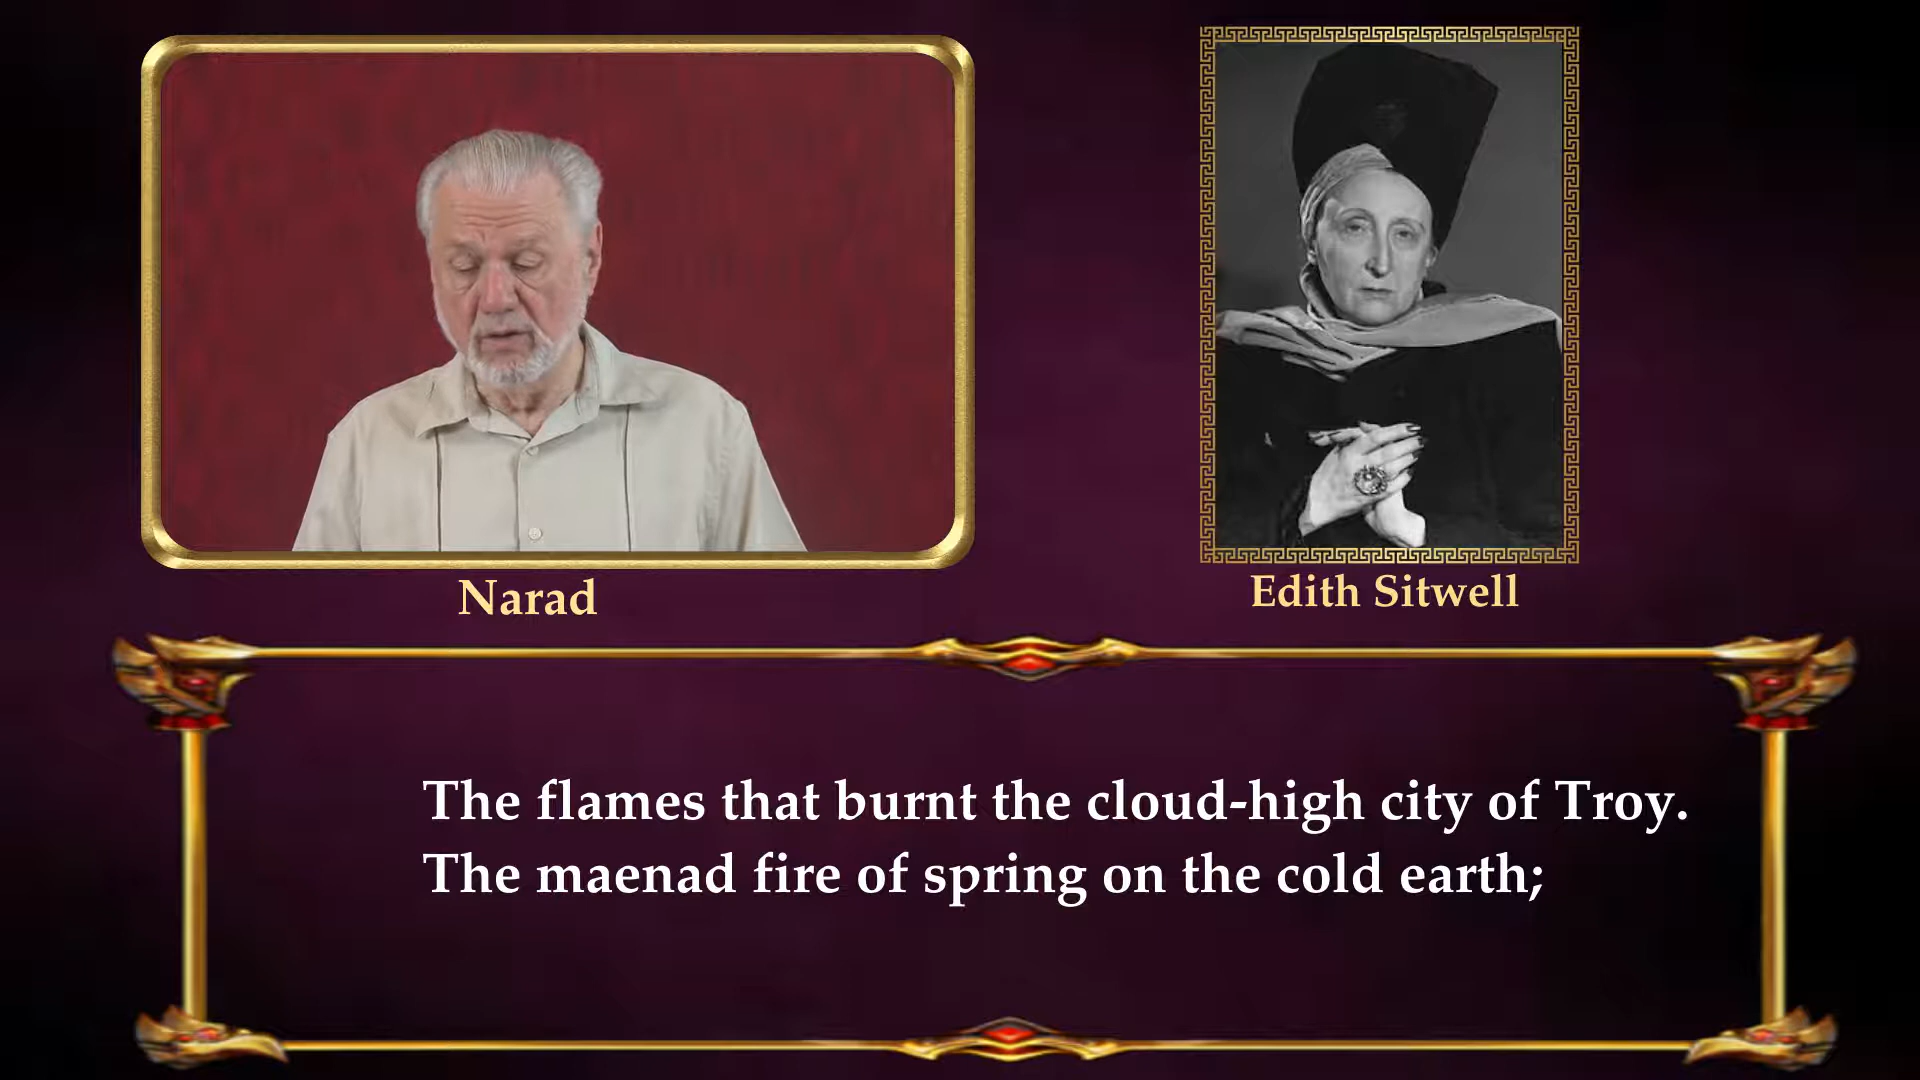 Narad
Edith Sitwell
The flames that burnt the cloud-high city of Troy.
The maenad fire of spring on the cold earth;